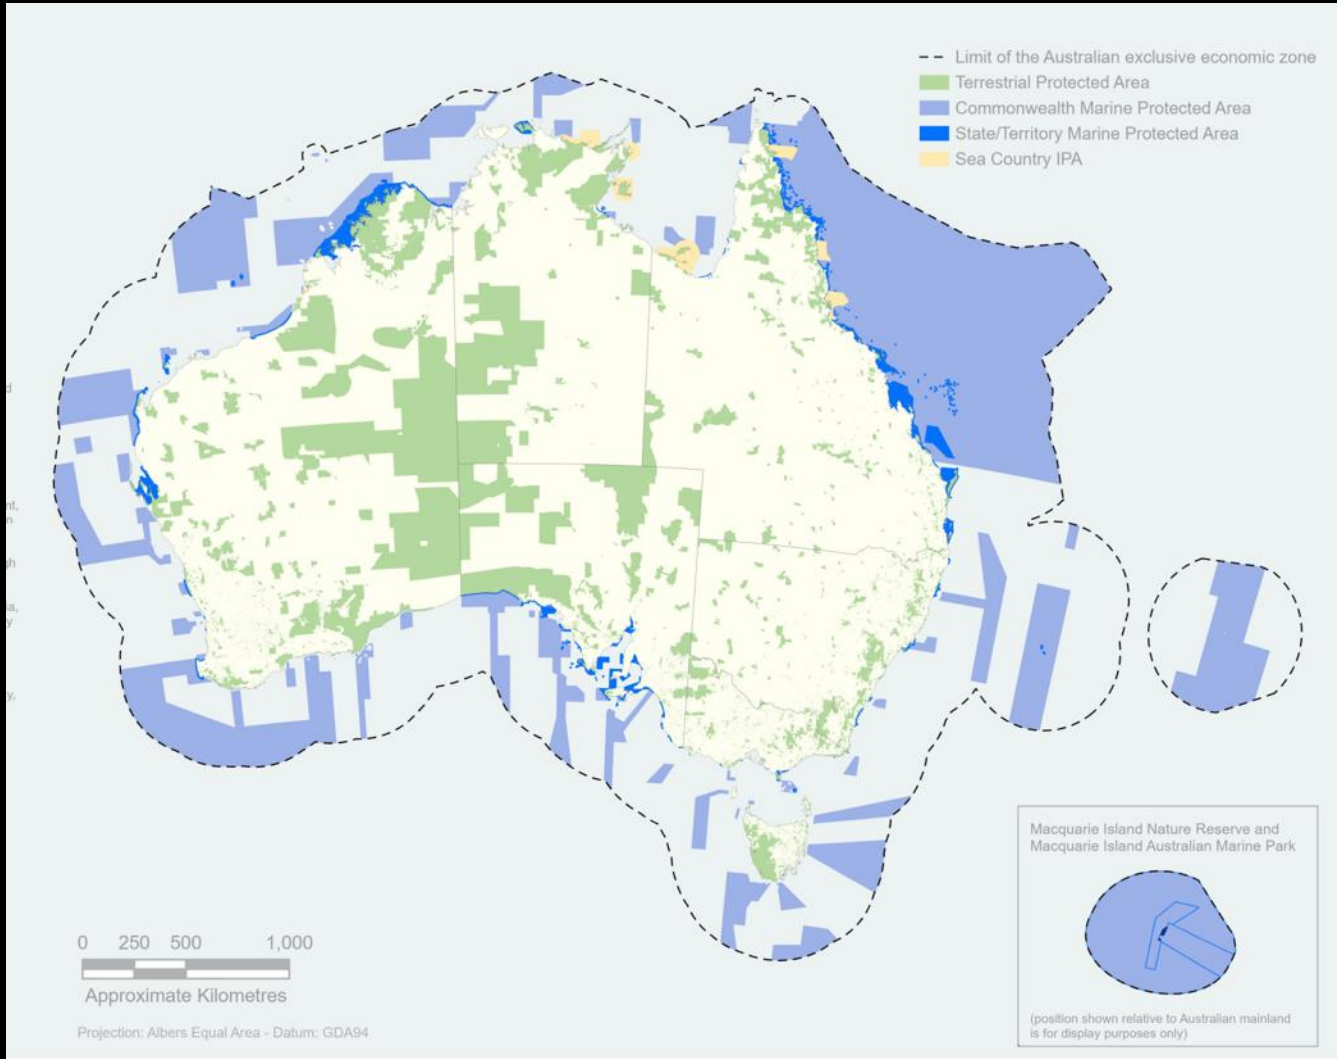 Limit of the Australian exclusive economic zone
Terrestrial Protected Area
Commonwealth Marine Protected Area
State/Territory Marine Protected Area
Sea Country IPA
Macquarie Island Nature Reserve and
Macquarie Island Australian Marine Park
(position shown relative to Australian mainland
is for display purposes only)
0 250 500 1,000
Approximate Kilometres
Projection: Albers Equal Area - Datum: GDA94